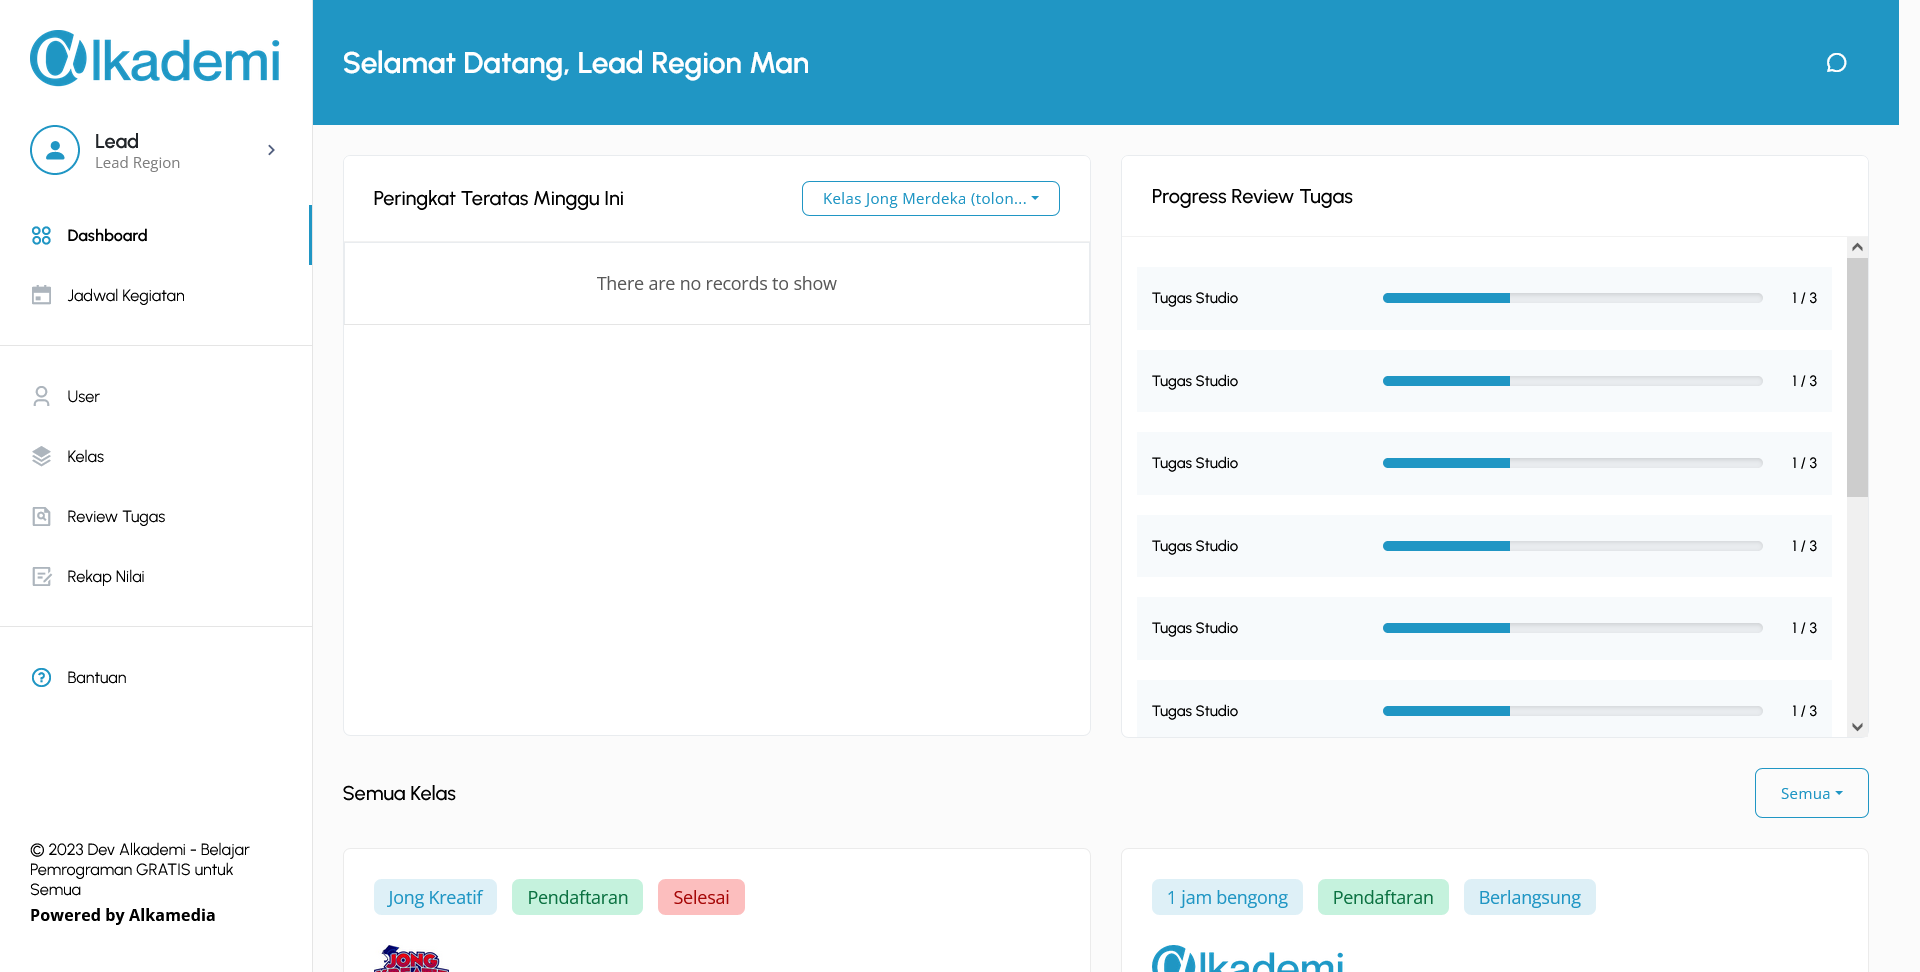 alkademi
Selamat Datang, Lead Region Man
Lead
Lead Region
Dashboard
Jadwal Kegiatan
User
Kelas
Review Tugas
Rekap Nilai
Bantuan
© 2023 Dev Alkademi - Belajar
Pemrograman GRATIS untuk
Semua
Powered by Alkamedia
Peringkat Teratas Minggu Ini
Kelas Jong Merdeka (tolon...
There are no records to show
Progress Review Tugas
Tugas Studio 1 / 3
Tugas Studio 1 / 3
Tugas Studio 1 / 3
Tugas Studio 1 / 3
Tugas Studio 1 / 3
Tugas Studio 1 / 3
Semua Kelas
Semua
Jong Kreatif Pendaftaran Selesai
JONG
1 jam bengong Pendaftaran Berlangsung
alkademi